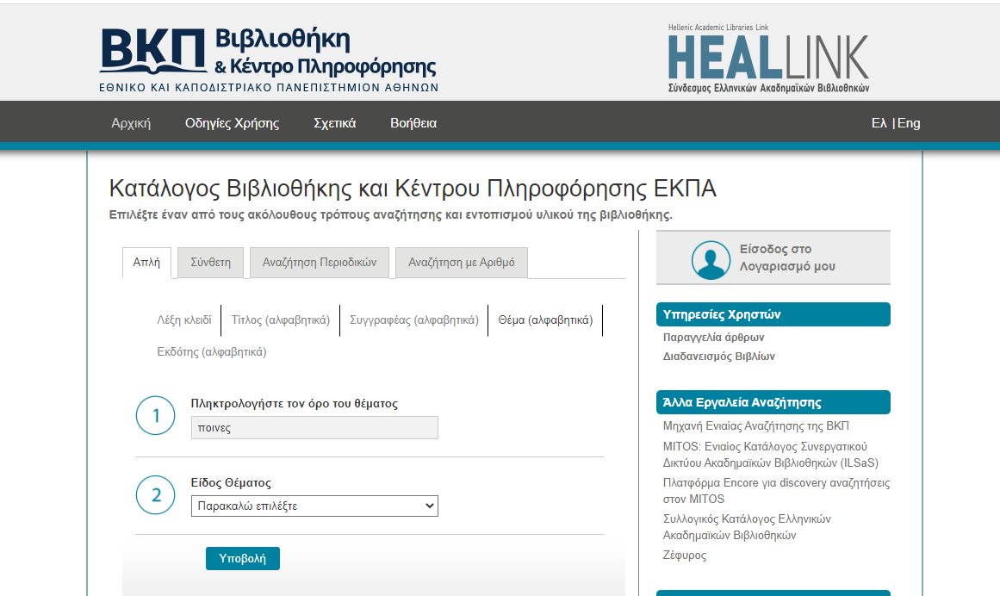 ΒΚΠ Βιβλιοθήκη
& Κέντρο Πληροφόρησης
ΕΘΝΙΚΟ ΚΑΙ ΚΑΠΟΔΙΣΤΡΙΑΚΟ ΠΑΝΕΠΙΣΤΗΜΙΟΝ ΑΘΗΝΩΝ
Hellenic Academic Libraries Link
HEALLINK
Σύνδεσμος Ελληνικών Ακαδημαϊκών Βιβλιοθηκών
Αρχική Οδηγίες Χρήσης Σχετικά Βοήθεια Ελ | Eng
Κατάλογος Βιβλιοθήκης και Κέντρου Πληροφόρησης ΕΚΠΑ
Επιλέξτε έναν από τους ακόλουθους τρόπους αναζήτησης και εντοπισμού υλικού της βιβλιοθήκης.
Απλή Σύνθετη Αναζήτηση Περιοδικών Αναζήτηση με Αριθμό
Λέξη κλειδί Τίτλος (αλφαβητικά) Συγγραφέας (αλφαβητικά) Θέμα (αλφαβητικά)
Εκδότης (αλφαβητικά)
1 Πληκτρολογήστε τον όρο του θέματος
ποινες
2 Είδος Θέματος
Παρακαλώ επιλέξτε
Υποβολή
Είσοδος στο
Λογαριασμό μου
Υπηρεσίες Χρηστών
Παραγγελία άρθρων
Διαδανεισμός Βιβλίων
Άλλα Εργαλεία Αναζήτησης
Μηχανή Ενιαίας Αναζήτησης της ΒΚΠ
MITOS: Ενιαίος Κατάλογος Συνεργατικού
Δικτύου Ακαδημαϊκών Βιβλιοθηκών (ILSaS)
Πλατφόρμα Encore για discovery αναζητήσεις
στον MITOS
Συλλογικός Κατάλογος Ελληνικών
Ακαδημαϊκών Βιβλιοθηκών
Ζέφυρος